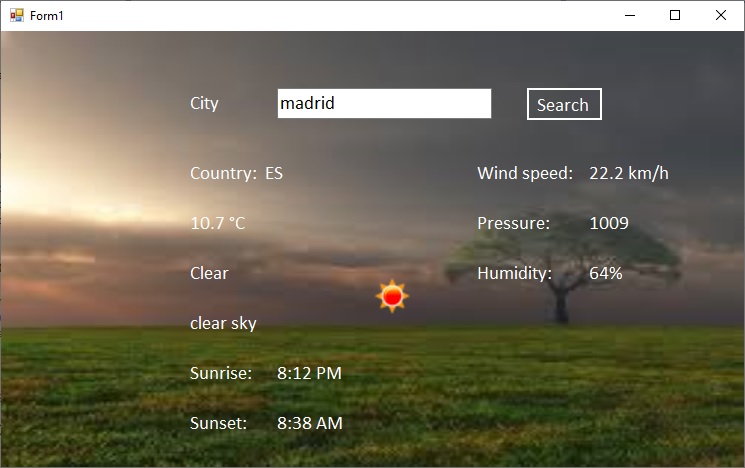 Form1
City madrid Search
Country: ES Wind speed: 22.2 km/h
10.7 °C Pressure: 1009
Clear Humidity: 64%
clear sky
Sunrise: 8:12 PM
Sunset: 8:38 AM